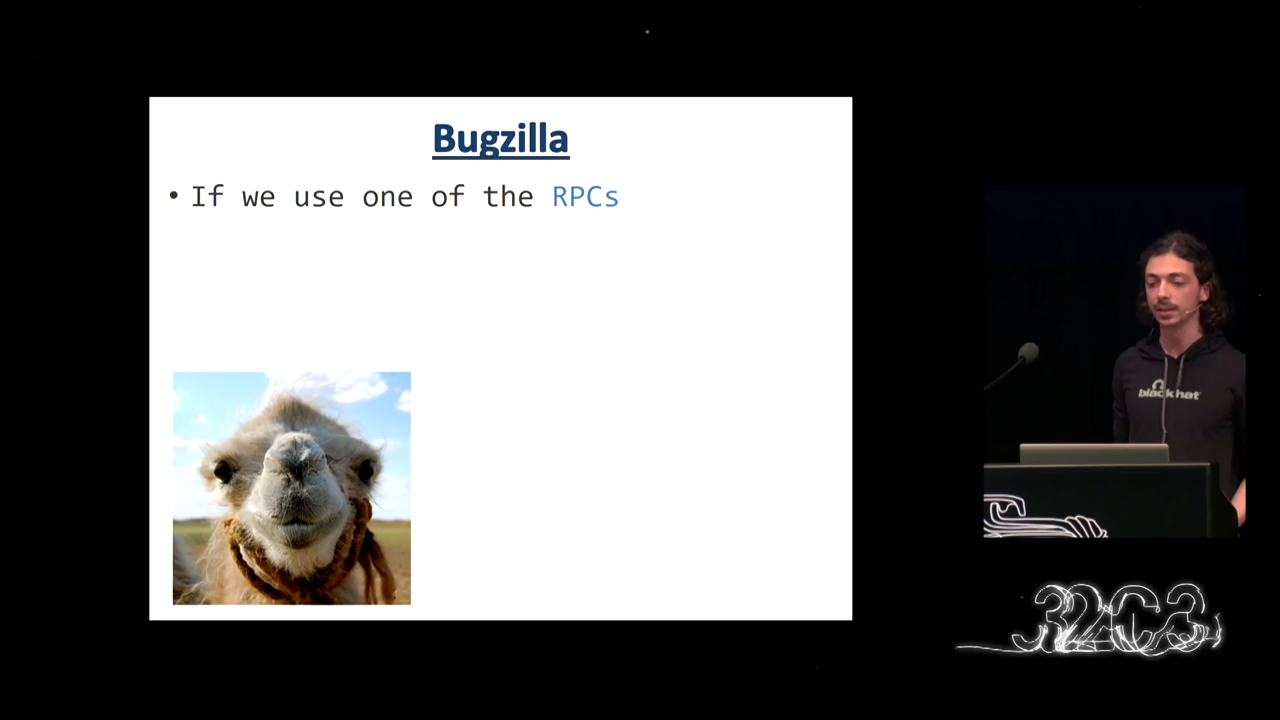 Bugzilla
• If we use one of the RPCs
black hat
32C3